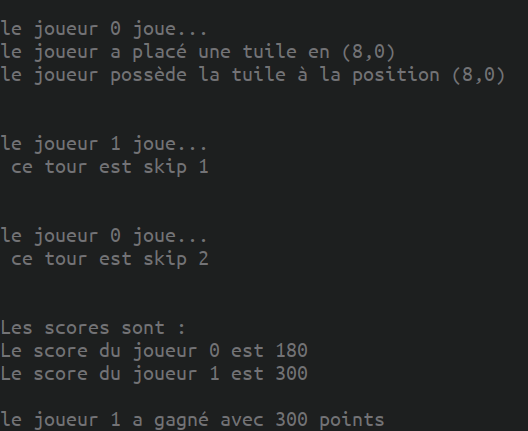 le joueur 0 joue...
le joueur a placé une tuile en (8,0)
le joueur possède la tuile à la position (8,0)
le joueur 1 joue...
ce tour est skip 1
le joueur 0 joue...
ce tour est skip 2
Les scores sont :
Le score du joueur 0 est 180
Le score du joueur 1 est 300
le joueur 1 a gagné avec 300 points